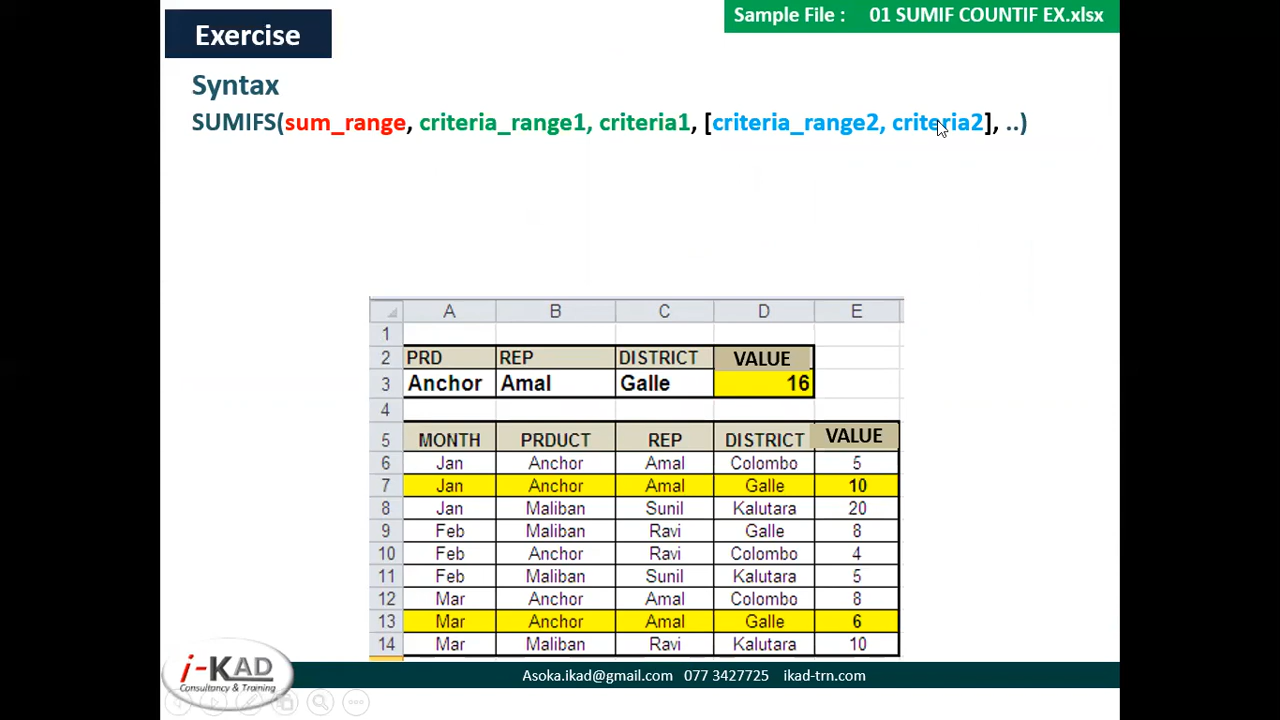 Exercise
Sample File : 01 SUMIF COUNTIF EX.xlsx
Syntax
SUMIFS(sum_range, criteria_range1, criteria1, [criteria_range2, criteria2], ..)
A B C D E
1
2 PRD REP DISTRICT VALUE
3 Anchor Amal Galle 16
4
5 MONTH PRDUCT REP DISTRICT VALUE
6 Jan Anchor Amal Colombo 5
7 Jan Anchor Amal Galle 10
8 Jan Maliban Sunil Kalutara 20
9 Feb Maliban Ravi Galle 8
10 Feb Anchor Ravi Colombo 4
11 Feb Maliban Sunil Kalutara 5
12 Mar Anchor Amal Colombo 8
13 Mar Anchor Amal Galle 6
14 Mar Maliban Ravi Kalutara 10
i-KAD
Consultancy & Training
Asoka.ikad@gmail.com 077 3427725 ikad-trn.com